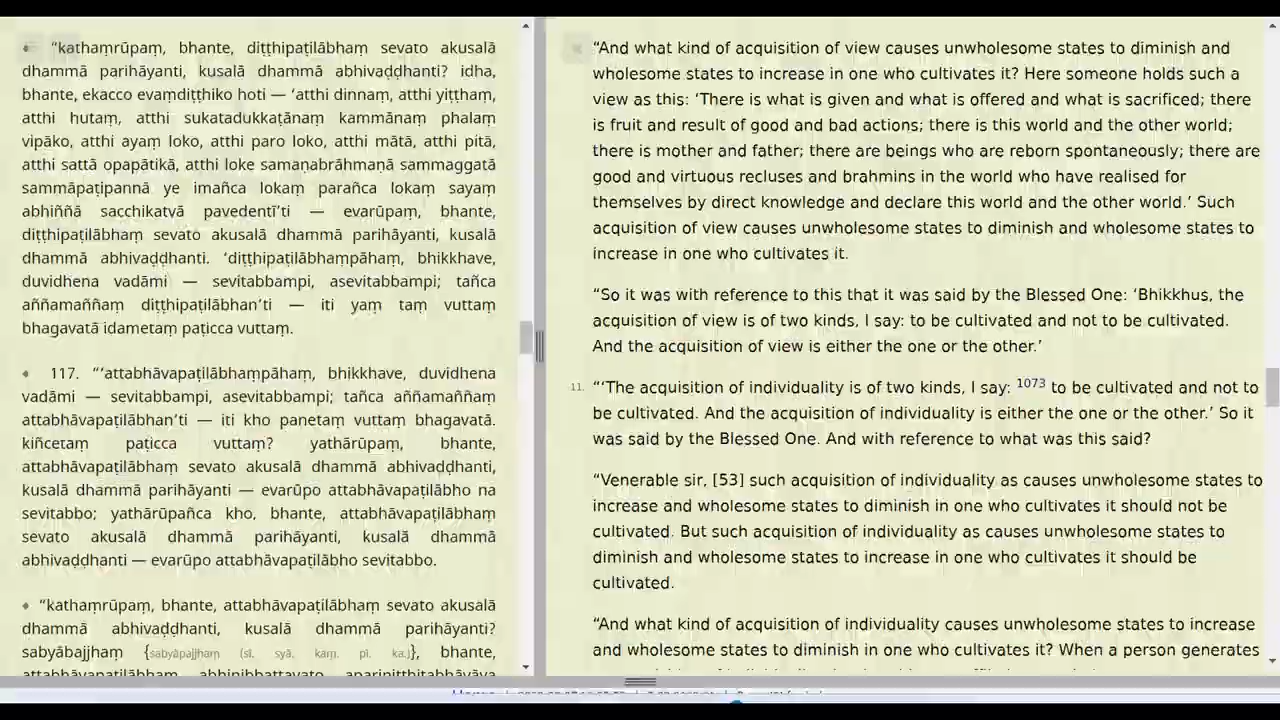 “kathaṃrūpaṃ, bhante, diṭṭhipaṭilābhaṃ sevato akusalā
dhammā parihāyanti, kusalā dhammā abhivaḍḍhanti? idha,
bhante, ekacco evaṃdiṭṭhiko hoti — ‘atthi dinnaṃ, atthi yiṭṭhaṃ,
atthi hutaṃ, atthi sukatadukkaṭānaṃ kammānaṃ phalaṃ
vipāko, atthi ayaṃ loko, atthi paro loko, atthi mātā, atthi pitā,
atthi sattā opapātikā, atthi loke samaṇabrāhmaṇā sammaggatā
sammāpaṭipannā ye imañca lokaṃ parañca lokaṃ sayaṃ
abhiññā sacchikatvā pavedentī’ti — evarūpaṃ, bhante,
diṭṭhipaṭilābhaṃ sevato akusalā dhammā parihāyanti, kusalā
dhammā abhivaḍḍhanti. ‘diṭṭhipaṭilābhaṃpāhaṃ, bhikkhave,
duvidhena vadāmi — sevitabbampi, asevitabbampi; tañca
aññamaññaṃ diṭṭhipaṭilābhan’ti — iti yaṃ taṃ vuttaṃ
bhagavatā idametaṃ paṭicca vuttaṃ.
117. “‘attabhāvapaṭilābhaṃpāhaṃ, bhikkhave, duvidhena
vadāmi — sevitabbampi, asevitabbampi; tañca aññamaññaṃ
attabhāvapaṭilābhan’ti — iti kho panetaṃ vuttaṃ bhagavatā.
kiñcetaṃ paṭicca vuttaṃ? yathārūpaṃ, bhante,
attabhāvapaṭilābhaṃ sevato akusalā dhammā abhivaḍḍhanti,
kusalā dhammā parihāyanti — evarūpo attabhāvapaṭilābho na
sevitabbo; yathārūpañca kho, bhante, attabhāvapaṭilābhaṃ
sevato akusalā dhammā parihāyanti, kusalā dhammā
abhivaḍḍhanti — evarūpo attabhāvapaṭilābho sevitabbo.
“kathaṃrūpaṃ, bhante, attabhāvapaṭilābhaṃ sevato akusalā
dhammā abhivaḍḍhanti, kusalā dhammā parihāyanti?
sabyābajjhaṃ {sabyāpajjhaṃ (sī. syā. kaṃ. pī. ka.)}, bhante,
“And what kind of acquisition of view causes unwholesome states to diminish and
wholesome states to increase in one who cultivates it? Here someone holds such a
view as this: ‘There is what is given and what is offered and what is sacrificed; there
is fruit and result of good and bad actions; there is this world and the other world;
there is mother and father; there are beings who are reborn spontaneously; there are
good and virtuous recluses and brahmins in the world who have realised for
themselves by direct knowledge and declare this world and the other world.’ Such
acquisition of view causes unwholesome states to diminish and wholesome states to
increase in one who cultivates it.
“So it was with reference to this that it was said by the Blessed One: ‘Bhikkhus, the
acquisition of view is of two kinds, I say: to be cultivated and not to be cultivated.
And the acquisition of view is either the one or the other.’
11. “‘The acquisition of individuality is of two kinds, I say: 1073 to be cultivated and not to
be cultivated. And the acquisition of individuality is either the one or the other.’ So it
was said by the Blessed One. And with reference to what was this said?
“Venerable sir, [53] such acquisition of individuality as causes unwholesome states to
increase and wholesome states to diminish in one who cultivates it should not be
cultivated. But such acquisition of individuality as causes unwholesome states to
diminish and wholesome states to increase in one who cultivates it should be
cultivated.
“And what kind of acquisition of individuality causes unwholesome states to increase
and wholesome states to diminish in one who cultivates it? When a person generates